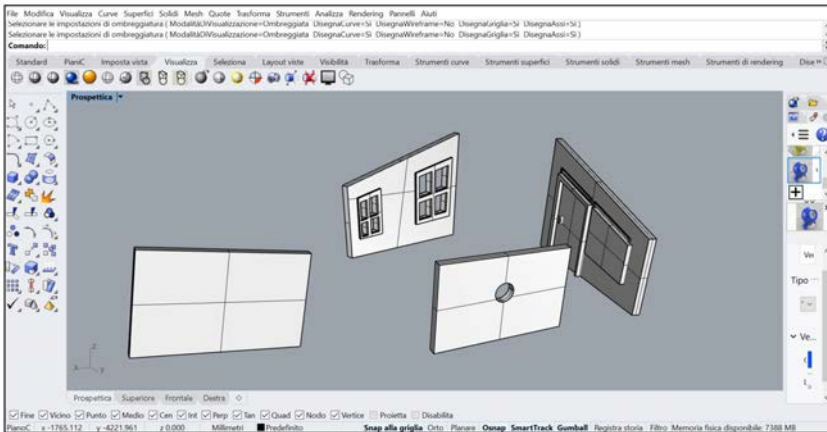 File Modifica Visualizza Curve Superfici Solidi Mesh Quote Trasforma Strumenti Analizza Rendering Pannelli Aiuti
Selezionare le impostazioni di ombreggiatura ( ModalitàDiVisualizzazione=Ombreggiata DisegnaCurve=Sì DisegnaWireframe=No DisegnaGriglia=Sì DisegnaAssi=Sì )
Selezionare le impostazioni di ombreggiatura ( ModalitàDiVisualizzazione=Ombreggiata DisegnaCurve=Sì DisegnaWireframe=No DisegnaGriglia=Sì DisegnaAssi=Sì )
Comando:
Standard PianiC Imposta vista Visualizza Seleziona Layout viste Visibilità Trasforma Strumenti curve Strumenti superfici Strumenti solidi Strumenti mesh Strumenti di rendering Dise
Prospettica
Ver
Tipo
Ve...
z
x y
Prospettica Superiore Frontale Destra
Fine Vicino Punto Medio Cen Int Perp Tan Quad Nodo Vertice Proietta Disabilita
PianoC x -1765.112 y -4221.961 z 0.000 Millimetri Predefinito Snap alla griglia Orto Planare Osnap SmartTrack Gumball Registra storia Filtro Memoria fisica disponibile: 7388 MB